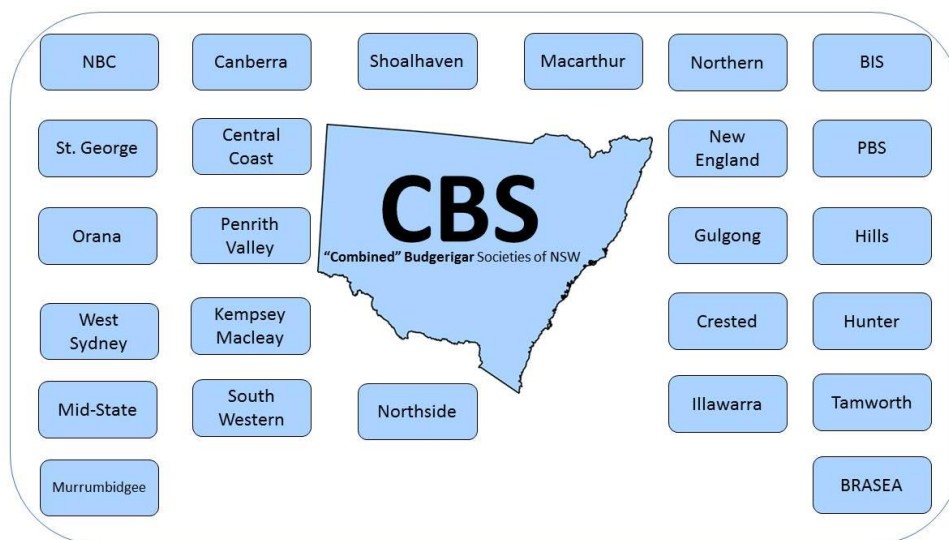 NBC
Canberra
Shoalhaven
Macarthur
Northern
BIS
St. George
Central
Coast
New
England
PBS
Orana
Penrith
Valley
CBS
“Combined” Budgerigar Societies of NSW
Gulgong
Hills
West
Sydney
Kempsey
Macleay
Crested
Hunter
Mid-State
South
Western
Northside
Illawarra
Tamworth
Murrumbidgee
BRASEA